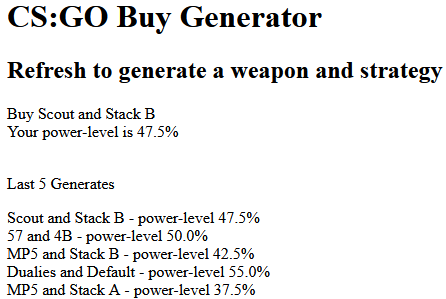 CS:GO Buy Generator
Refresh to generate a weapon and strategy
Buy Scout and Stack B
Your power-level is 47.5%
Last 5 Generates
Scout and Stack B - power-level 47.5%
57 and 4B - power-level 50.0%
MP5 and Stack B - power-level 42.5%
Dualies and Default - power-level 55.0%
MP5 and Stack A - power-level 37.5%